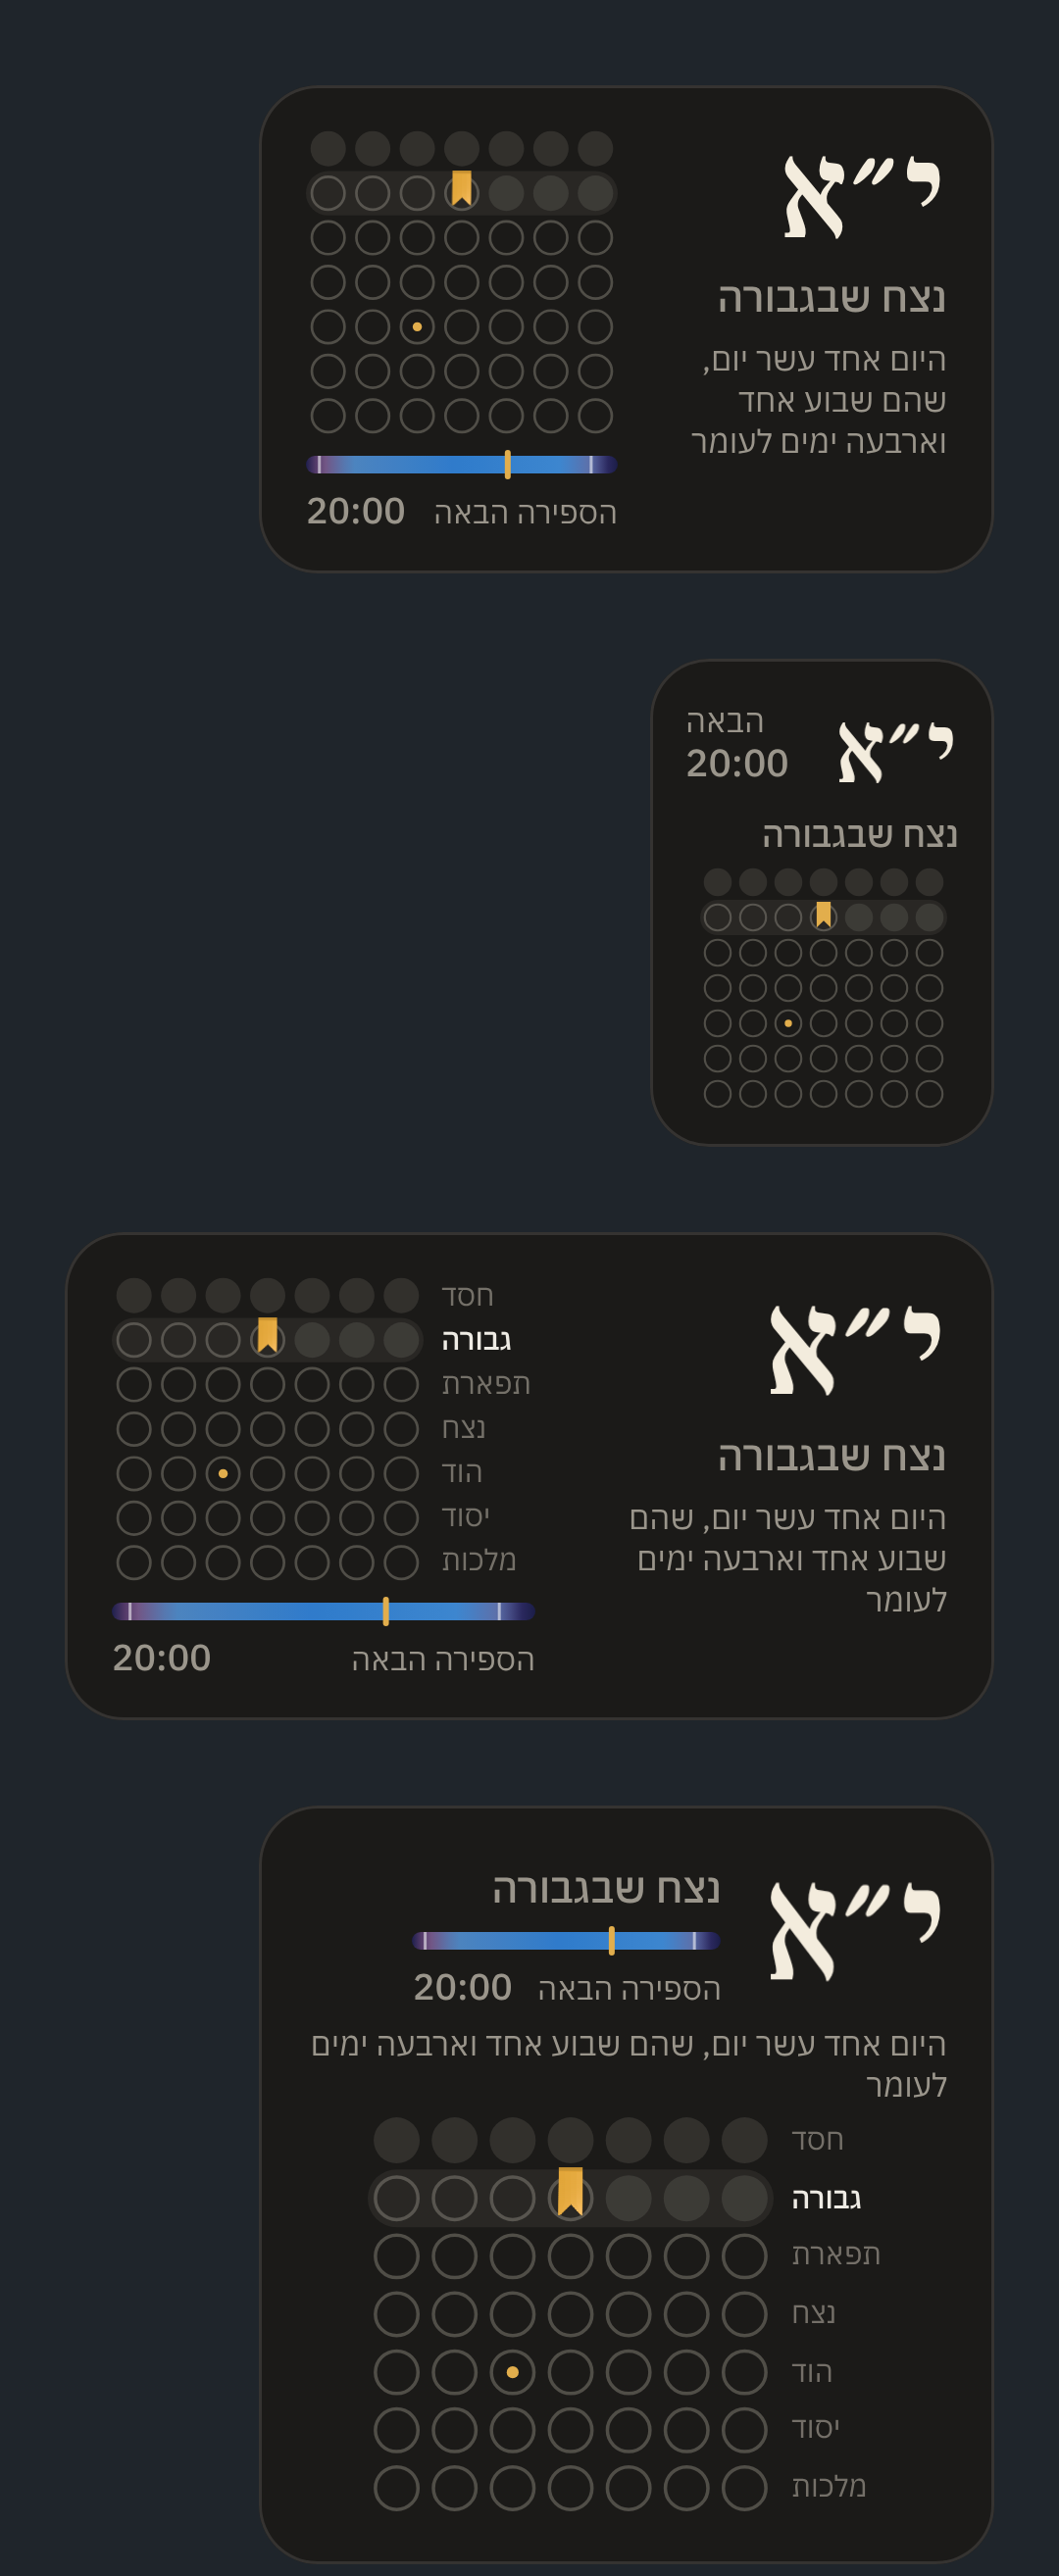 י״א
נצח שבגבורה
היום אחד עשר יום,
שהם שבוע אחד
וארבעה ימים לעומר
הספירה הבאה 20:00
י״א
הבאה
20:00
נצח שבגבורה
י״א
נצח שבגבורה
היום אחד עשר יום, שהם
שבוע אחד וארבעה ימים
לעומר
חסד
גבורה
תפארת
נצח
הוד
יסוד
מלכות
הספירה הבאה 20:00
י״א
נצח שבגבורה
הספירה הבאה 20:00
היום אחד עשר יום, שהם שבוע אחד וארבעה ימים
לעומר
חסד
גבורה
תפארת
נצח
הוד
יסוד
מלכות